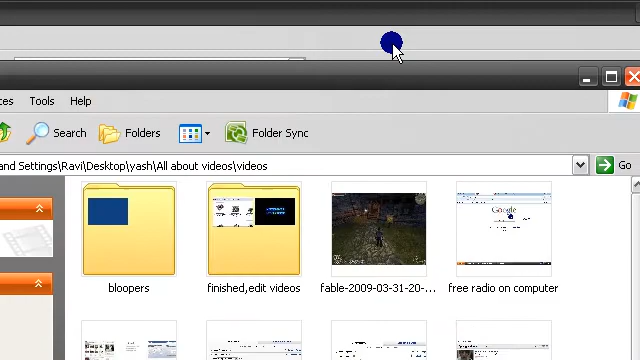 ces Tools Help
Search Folders Folder Sync
and Settings\Ravi\Desktop\yash\All about videos\videos Go
Google
bloopers finished,edit videos fable-2009-03-31-20-... free radio on computer